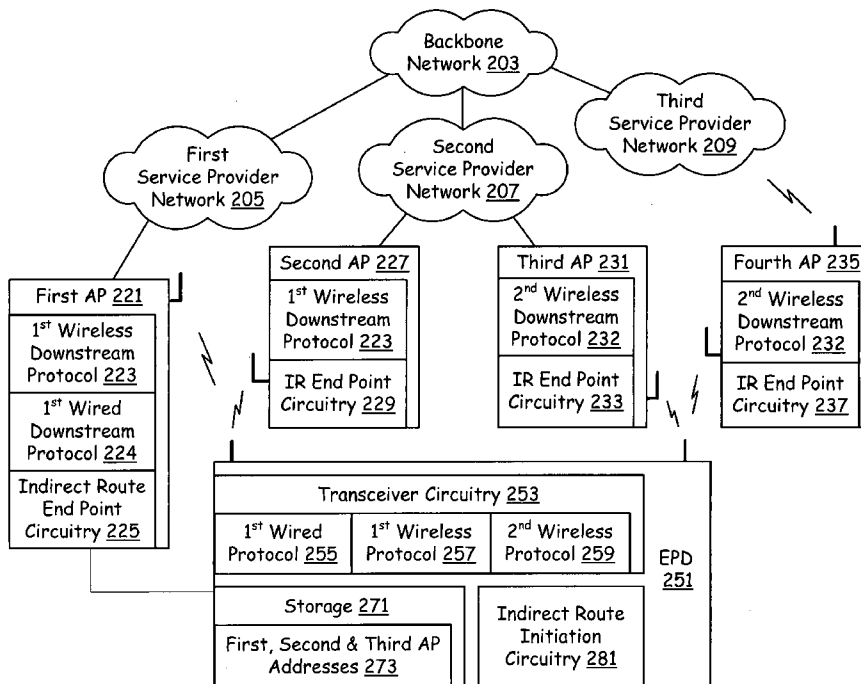 Backbone
Network 203
First
Service Provider
Network 205
Second
Service Provider
Network 207
Third
Service Provider
Network 209
First AP 221
1st Wireless
Downstream
Protocol 223
1st Wired
Downstream
Protocol 224
Indirect Route
End Point
Circuitry 225
Second AP 227
1st Wireless
Downstream
Protocol 223
IR End Point
Circuitry 229
Third AP 231
2nd Wireless
Downstream
Protocol 232
IR End Point
Circuitry 233
Fourth AP 235
2nd Wireless
Downstream
Protocol 232
IR End Point
Circuitry 237
Transceiver Circuitry 253
1st Wired
Protocol 255
1st Wireless
Protocol 257
2nd Wireless
Protocol 259
EPD
251
Storage 271
First, Second & Third AP
Addresses 273
Indirect Route
Initiation
Circuitry 281